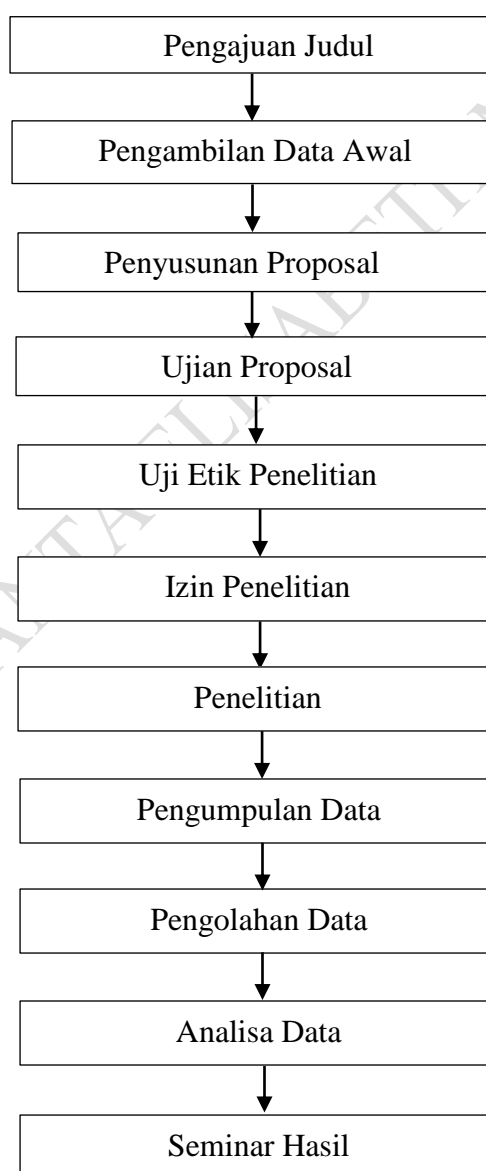 Pengajuan Judul
Pengambilan Data Awal
Penyusunan Proposal
Ujian Proposal
Uji Etik Penelitian
Izin Penelitian
Penelitian
Pengumpulan Data
Pengolahan Data
Analisa Data
Seminar Hasil